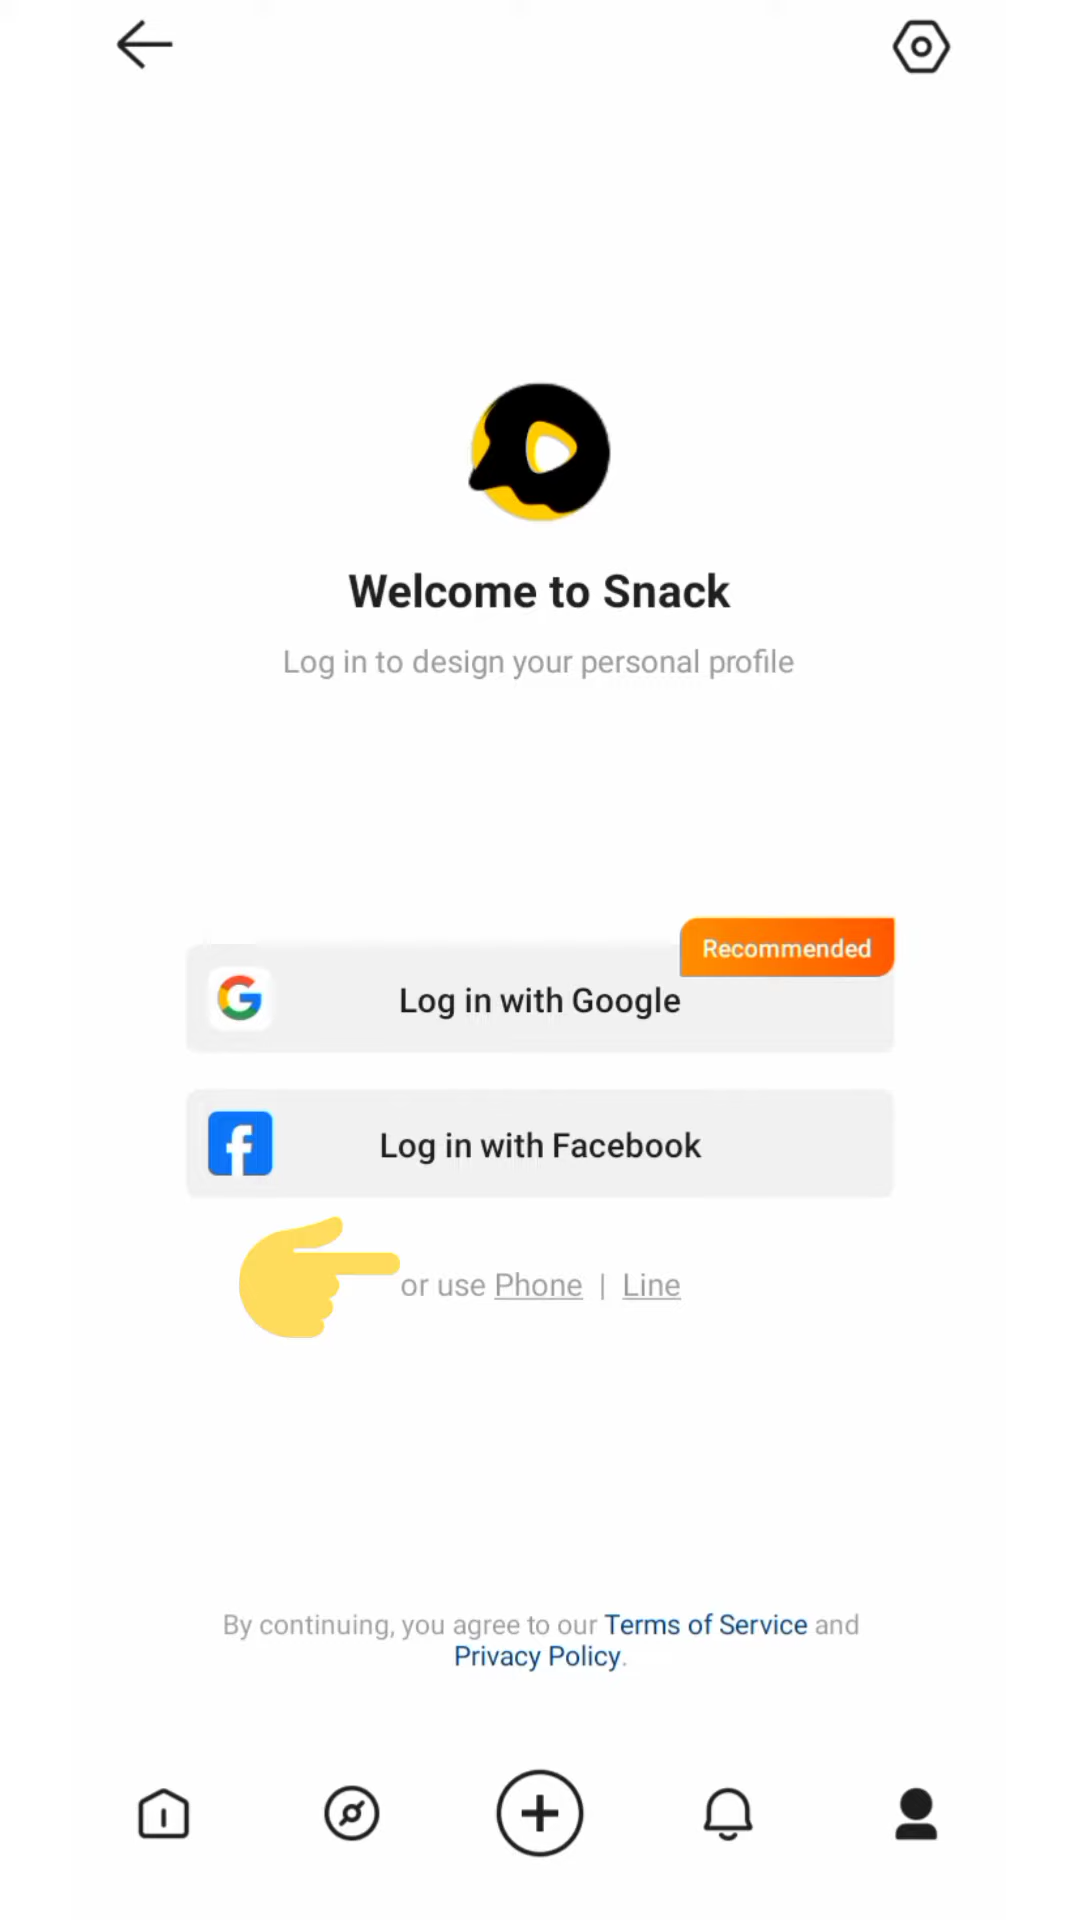 Welcome to Snack
Log in to design your personal profile
Recommended
Log in with Google
Log in with Facebook
or use Phone | Line
By continuing, you agree to our Terms of Service and
Privacy Policy.